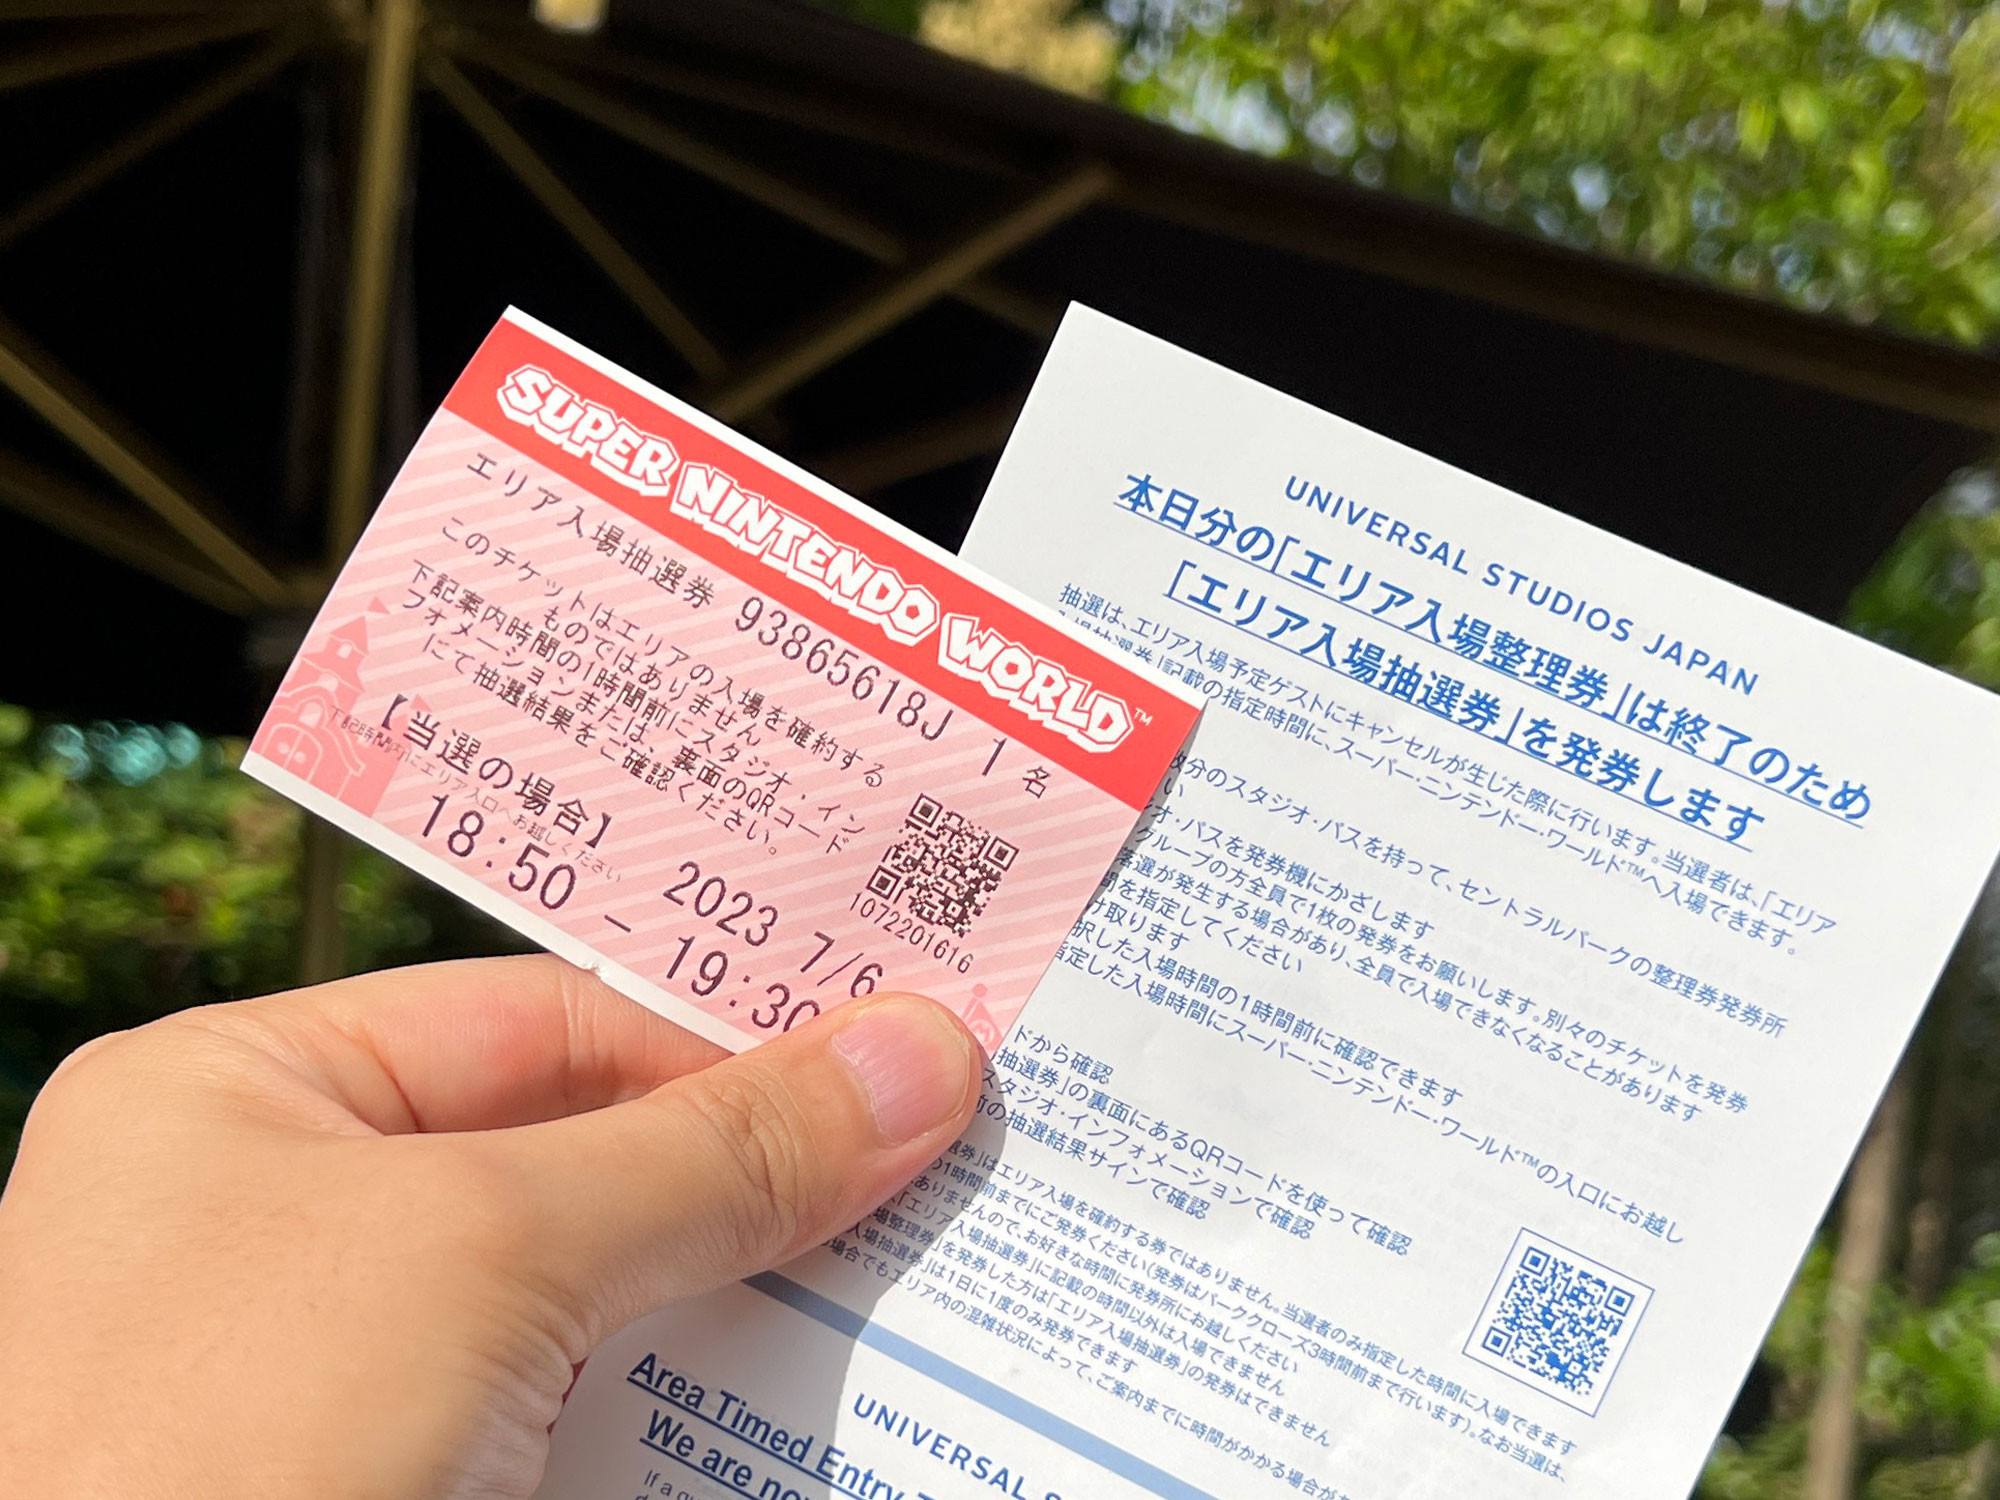 SUPER NINTENDO WORLD™
エリア入場抽選券 93865618J 1 名
このチケットはエリアの入場を確約する
ものではありません。
下記案内時間の1時間前にスタジオ・イン
フォメーションまたは、裏面のQRコード
にて抽選結果をご確認ください。
【当選の場合】
下記時間内にエリア入口へお越しください
2023 7/6
18:50 － 19:30
1072201616
UNIVERSAL STUDIOS JAPAN
本日分の「エリア入場整理券」は終了のため
「エリア入場抽選券」を発券します
抽選は、エリア入場予定ゲストにキャンセルが生じた際に行います。当選者は、「エリア
入場抽選券」記載の指定時間に、スーパー・ニンテンドー・ワールド™へ入場できます。
分のスタジオ・パスを持って、セントラルパークの整理券発券所
い
オ・パスを発券機にかざします
グループの方全員で1枚の発券をお願いします。別々のチケットを発券
落選が発生する場合があり、全員で入場できなくなることがあります
間を指定してください
け取ります
択した入場時間の1時間前に確認できます
指定した入場時間にスーパー・ニンテンドー・ワールド™の入口にお越し
ドから確認
抽選券」の裏面にあるQRコードを使って確認
スタジオ・インフォメーションで確認
前の抽選結果サインで確認
選券」はエリア入場を確約する券ではありません。当選者のみ指定した時間に入場できます
の1時間前までにご発券ください(発券はパーククローズ3時間前まで行います)。なお当選は、
ありませんので、お好きな時間に発券所にお越しください
「エリア入場抽選券」に記載の時間以外は入場できません
場整理券」を発券した方は「エリア入場抽選券」の発券はできません
入場抽選券」は1日に1度のみ発券できます
場合でもエリア内の混雑状況によって、ご案内までに時間がかかる場合が
UNIVERSAL S
Area Timed Entry
We are no
If a